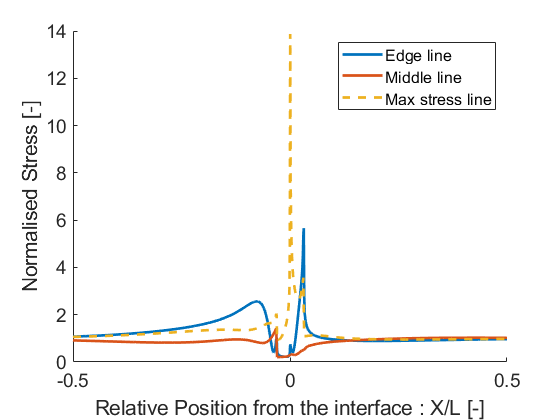 14
12
10
8
6
4
2
0
-0.5
0
0.5
Normalised Stress [-]
Relative Position from the interface : X/L [-]
Edge line
Middle line
Max stress line